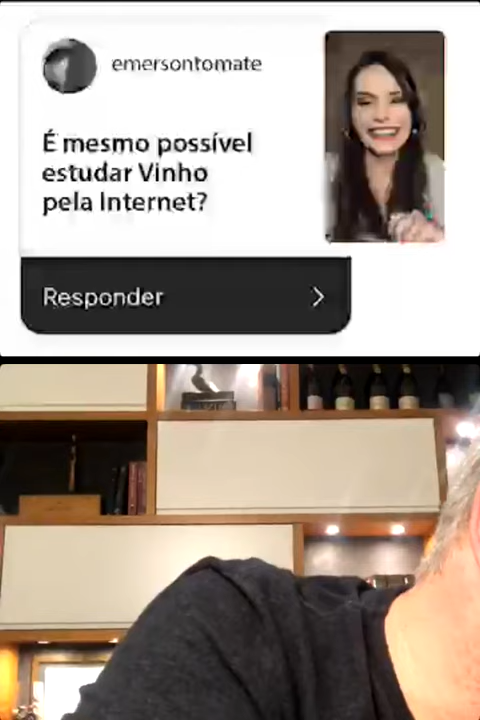 emersontomate
É mesmo possível
estudar Vinho
pela Internet?
Responder